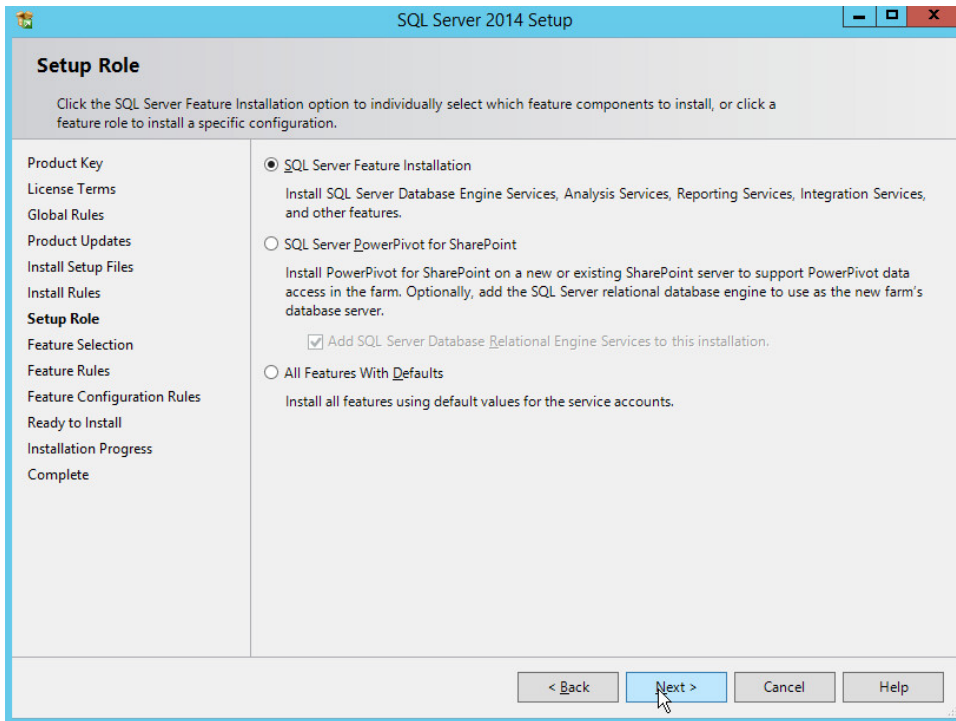 SQL Server 2014 Setup
Setup Role
Click the SQL Server Feature Installation option to individually select which feature components to install, or click a
feature role to install a specific configuration.
Product Key
License Terms
Global Rules
Product Updates
Install Setup Files
Install Rules
Setup Role
Feature Selection
Feature Rules
Feature Configuration Rules
Ready to Install
Installation Progress
Complete
SQL Server Feature Installation
Install SQL Server Database Engine Services, Analysis Services, Reporting Services, Integration Services,
and other features.
SQL Server PowerPivot for SharePoint
Install PowerPivot for SharePoint on a new or existing SharePoint server to support PowerPivot data
access in the farm. Optionally, add the SQL Server relational database engine to use as the new farm's
database server.
Add SQL Server Database Relational Engine Services to this installation.
All Features With Defaults
Install all features using default values for the service accounts.
< Back
Next >
Cancel
Help